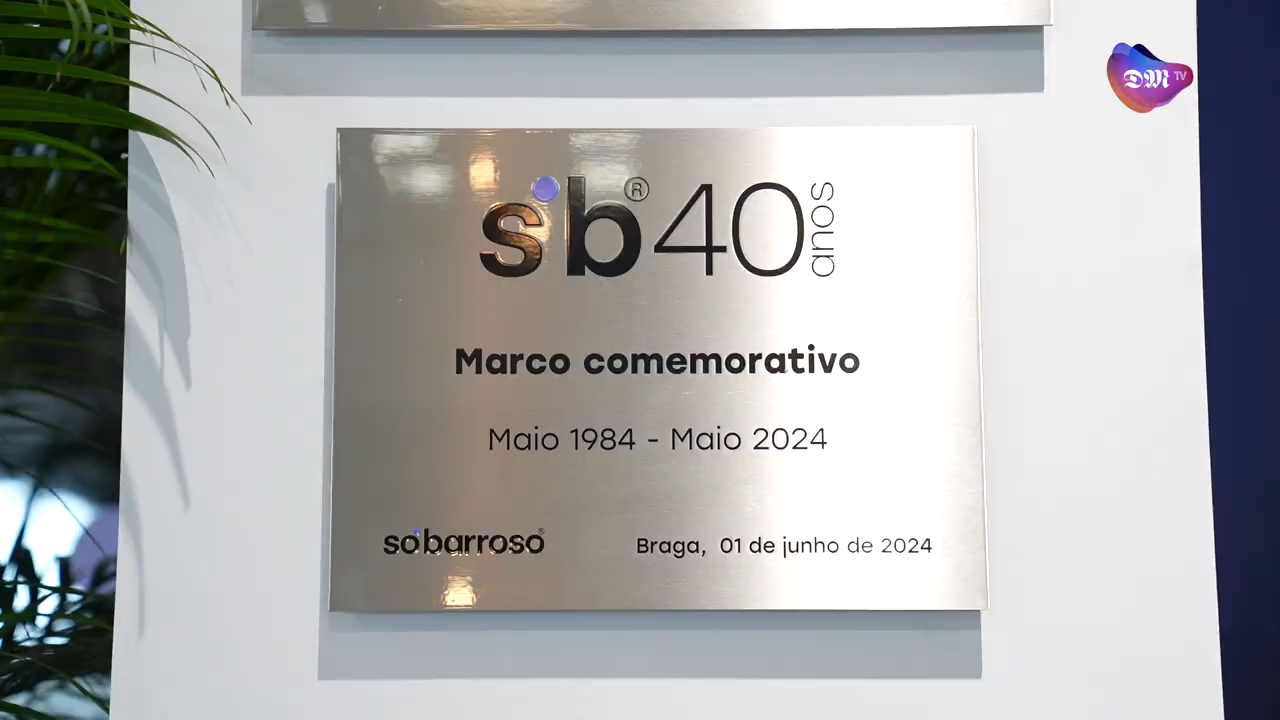 DM TV
sb® 40 anos
Marco comemorativo
Maio 1984 - Maio 2024
sobarroso®
Braga, 01 de junho de 2024